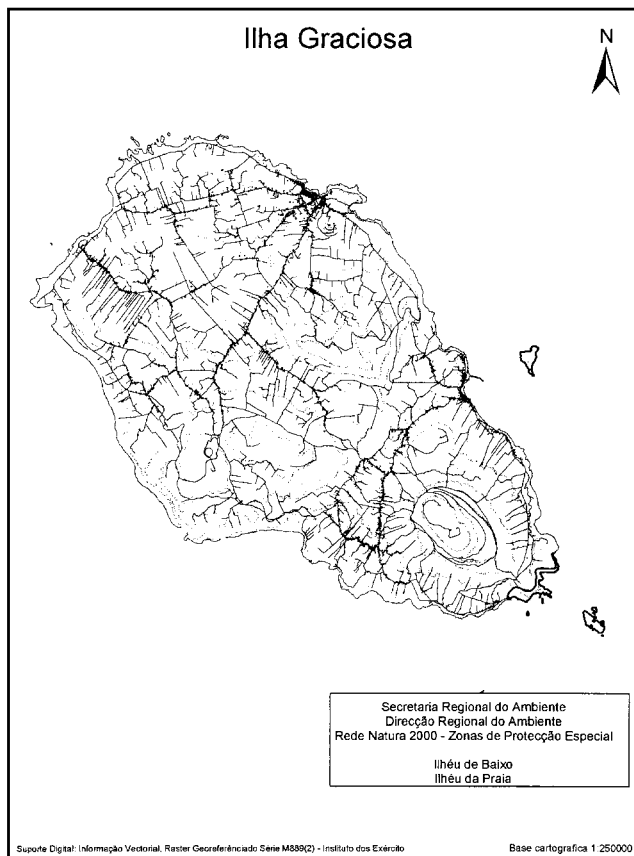 Ilha Graciosa
N
Secretaria Regional do Ambiente
Direcção Regional do Ambiente
Rede Natura 2000 - Zonas de Protecção Especial
Ilhéu de Baixo
Ilhéu da Praia
Suporte Digital: Informação Vectorial, Raster Georeferênciado Série M889(2) - Instituto dos Exército
Base cartografica 1:250000